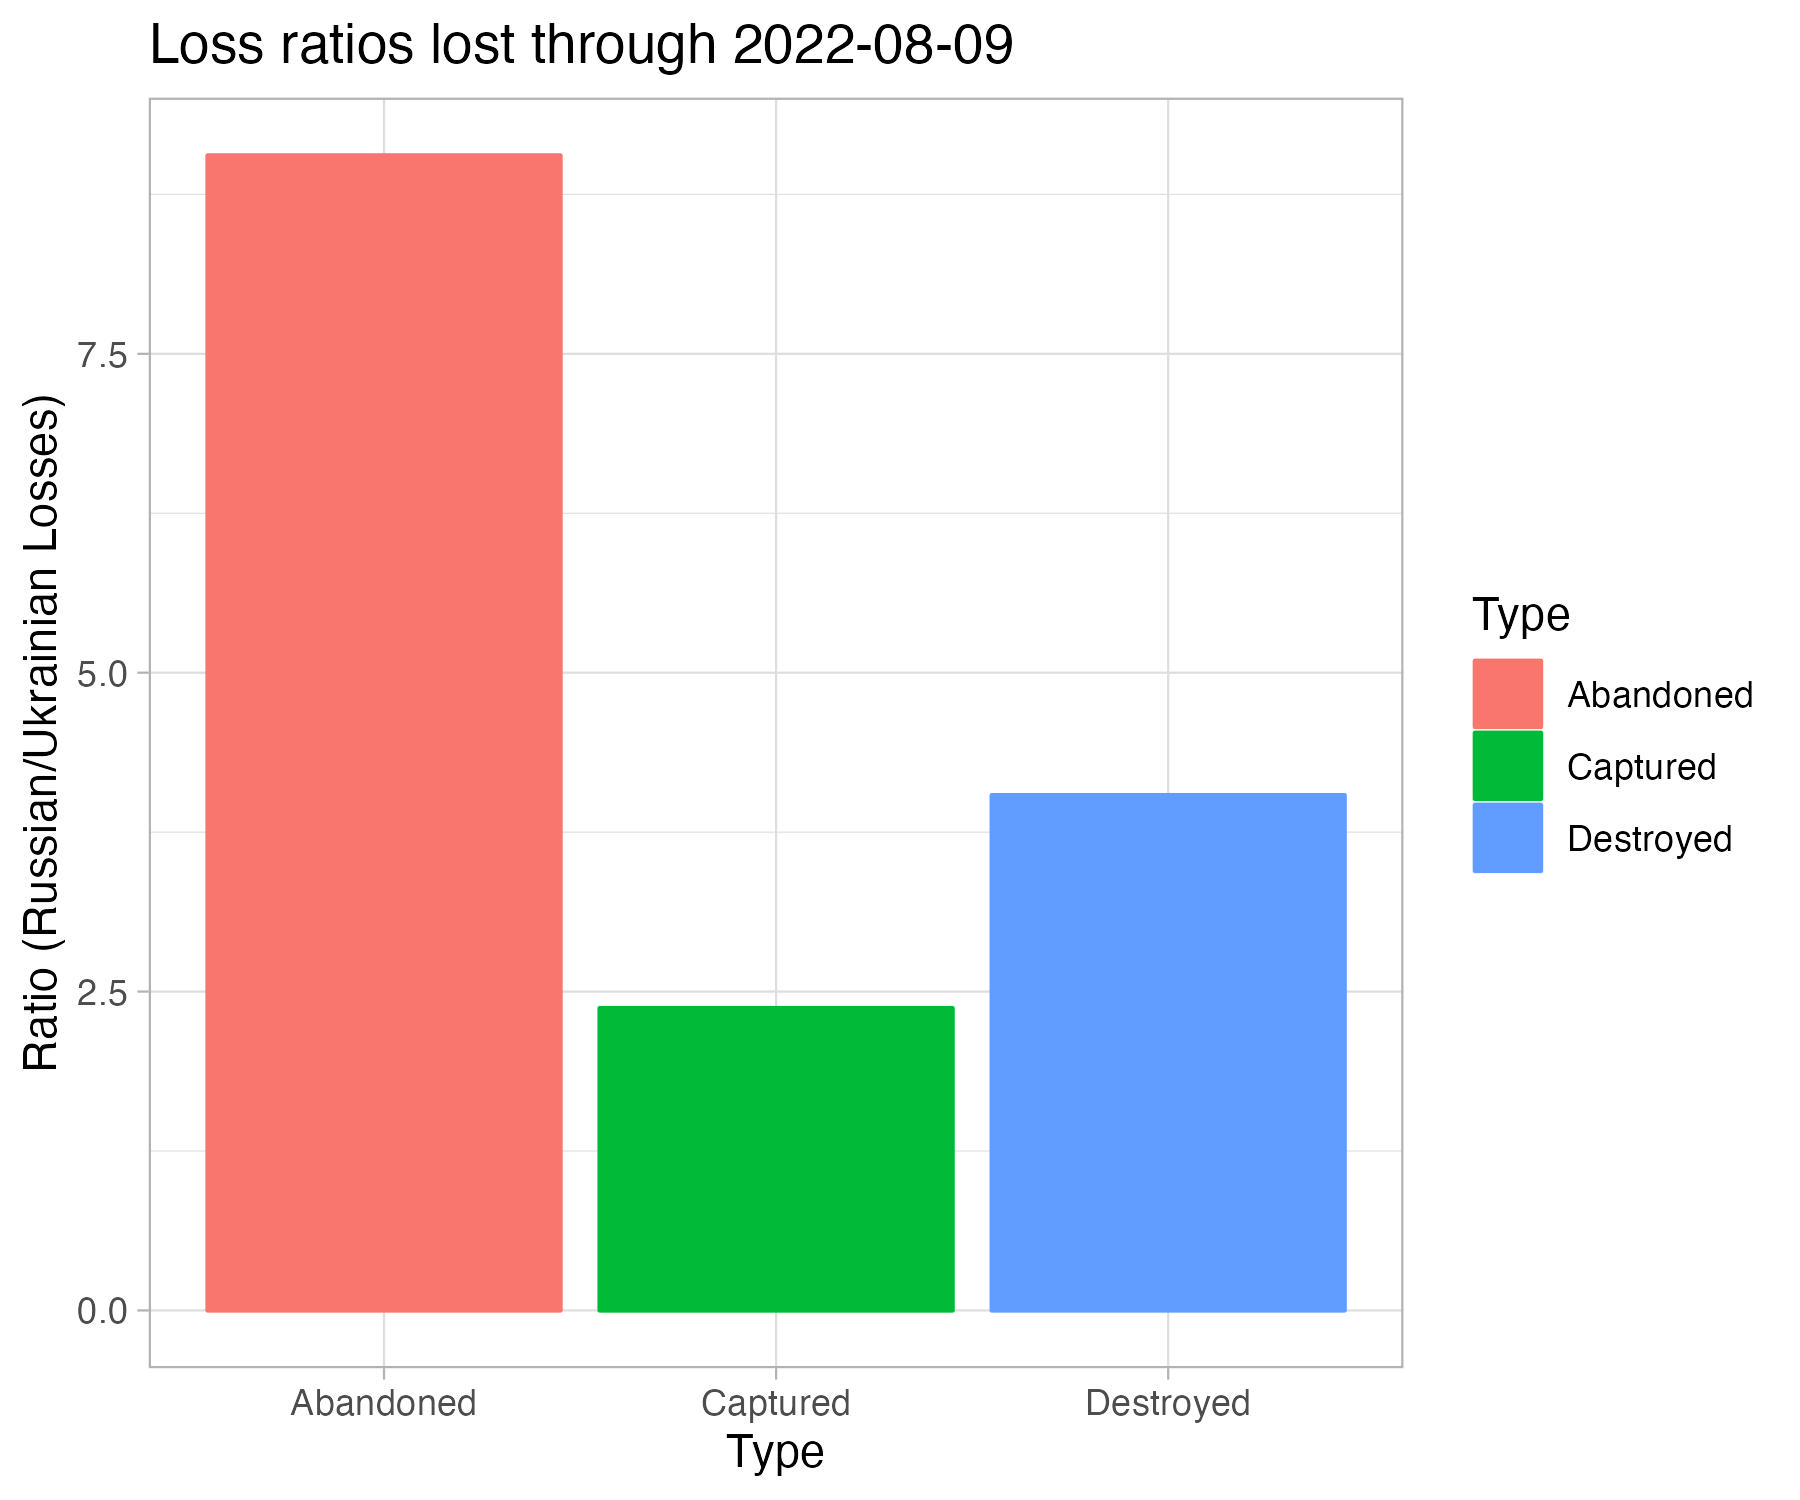 Loss ratios lost through 2022-08-09
Ratio (Russian/Ukrainian Losses)
7.5
5.0
2.5
0.0
Abandoned
Captured
Destroyed
Type
Type
Abandoned
Captured
Destroyed